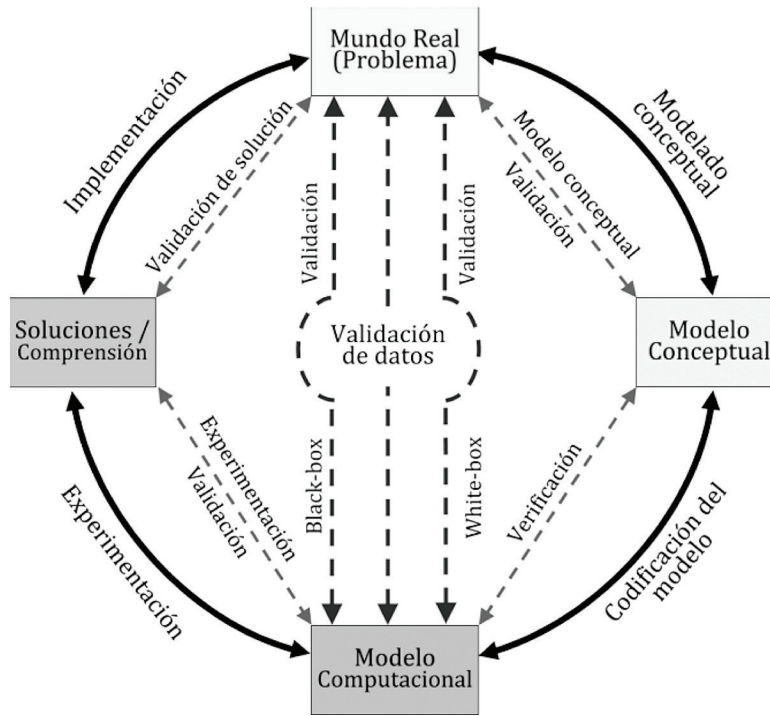 Mundo Real
(Problema)
Implementación
Validación de solución
Validación
Validación
Modelo conceptual
Validación
Modelado
conceptual
Soluciones /
Comprensión
Validación
de datos
Modelo
Conceptual
Experimentación
Experimentación
Validación
Black-box
White-box
Verificación
Codificación del
modelo
Modelo
Computacional